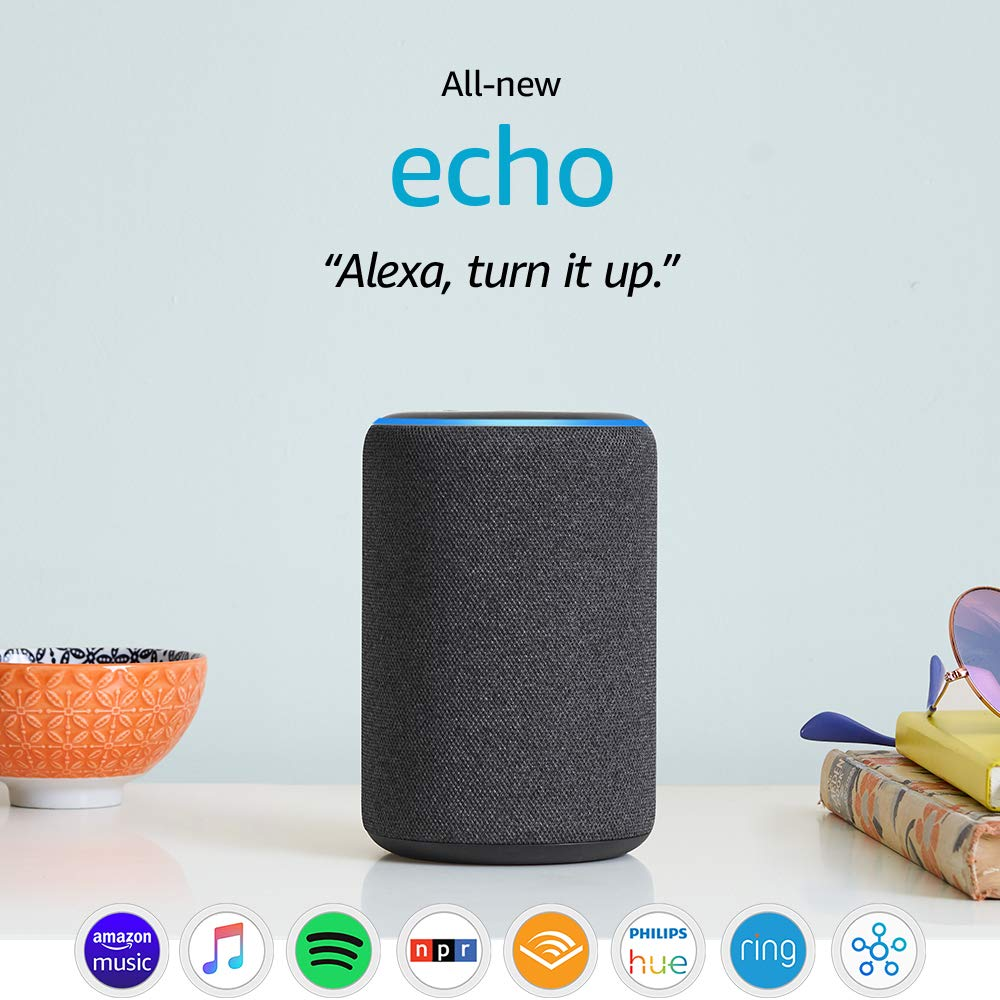 All-new
echo
“Alexa, turn it up.”
amazon
music
npr
PHILIPS
hue
ring